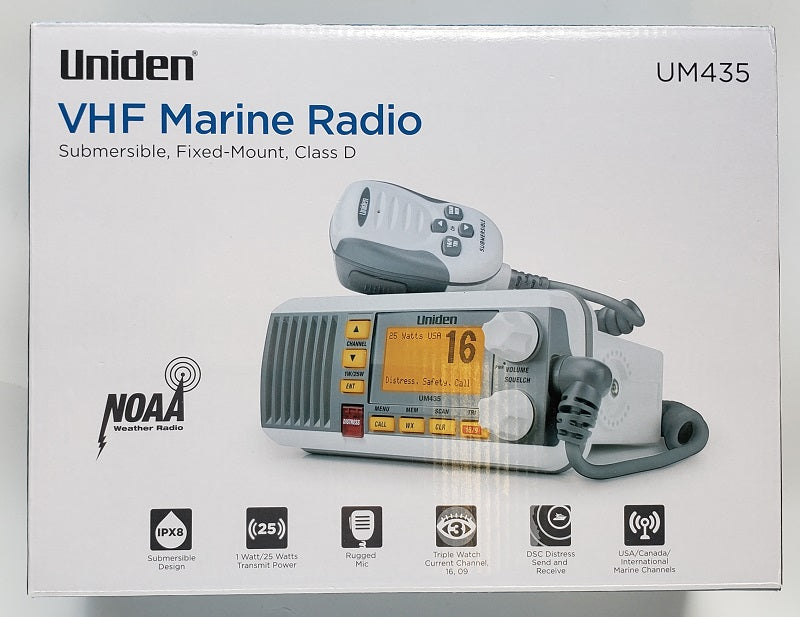 Uniden®
UM435
VHF Marine Radio
Submersible, Fixed-Mount, Class D
Uniden
SUBMERSIBLE
CH
Uniden
25 Watts USA 16
Distress, Safety, Call
CHANNEL
1W/25W
ENT
DISTRESS
VOLUME
SQUELCH
UM435
MENU MEM SCAN TRI
CALL WX CLR 16/9
NOAA
Weather Radio
IPX8
Submersible
Design
25
1 Watt/25 Watts
Transmit Power
Rugged
Mic
3
Triple Watch
Current Channel,
16, 09
DSC Distress
Send and
Receive
USA/Canada/
International
Marine Channels